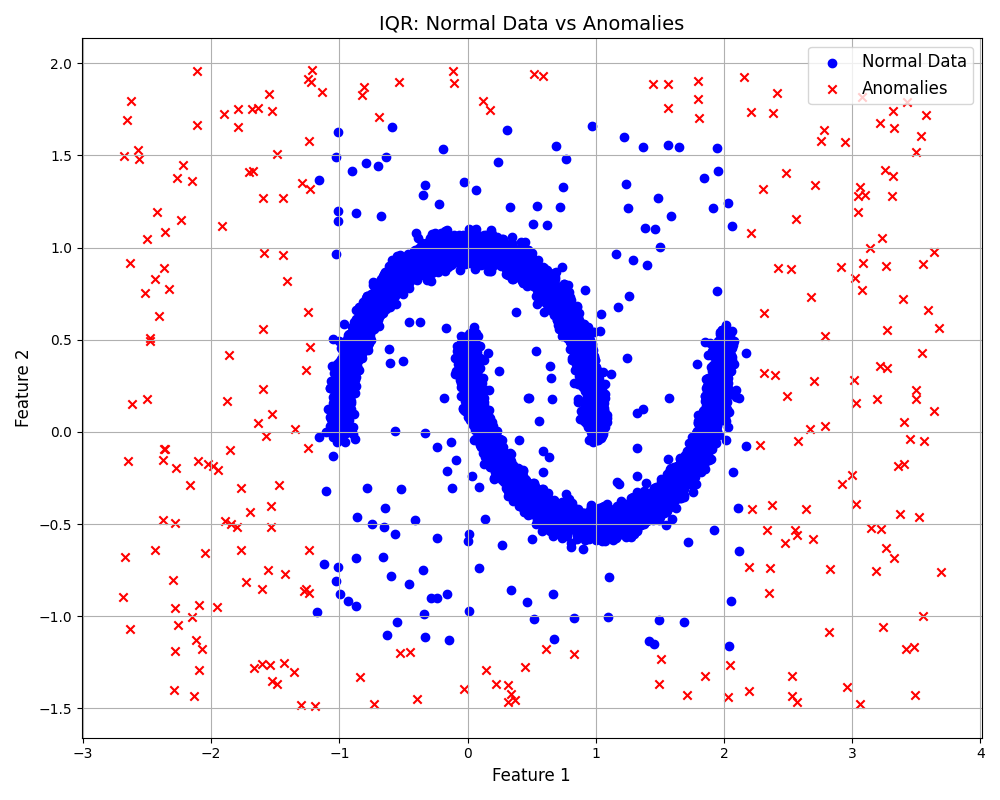 IQR: Normal Data vs Anomalies
Normal Data
Anomalies
Feature 2
2.0
1.5
1.0
0.5
0.0
−0.5
−1.0
−1.5
−3 −2 −1 0 1 2 3 4
Feature 1